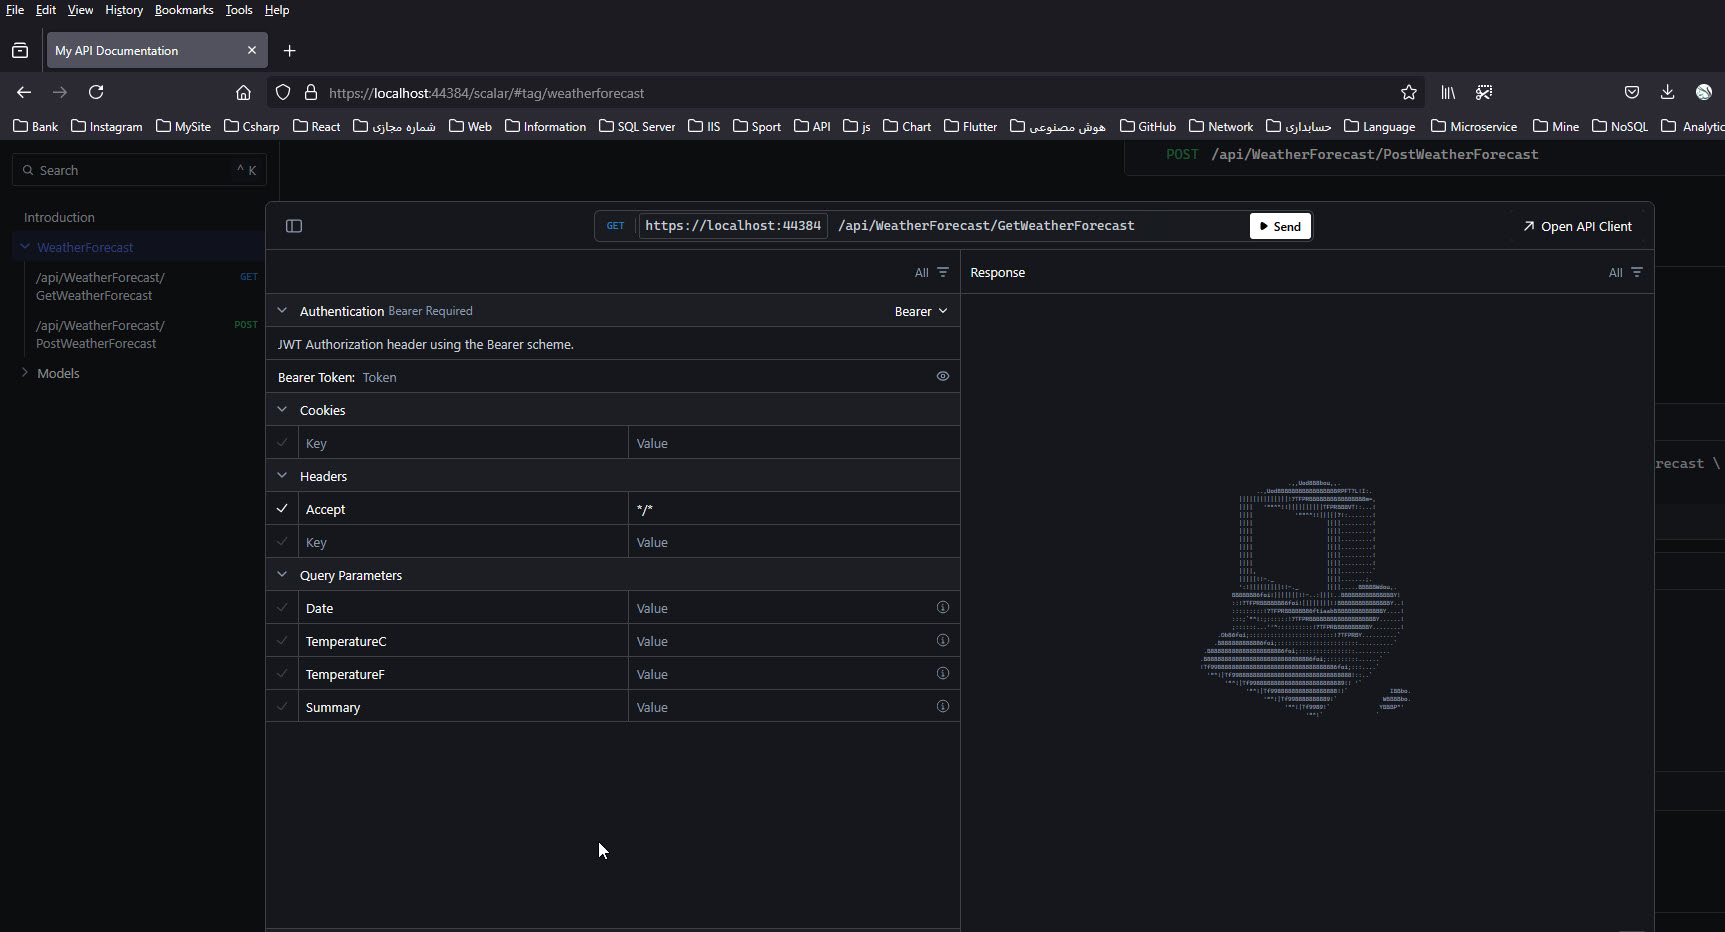 File Edit View History Bookmarks Tools Help
My API Documentation
https://localhost:44384/scalar/#tag/weatherforecast
Bank Instagram MySite Csharp React شماره مجازی Web Information SQL Server IIS Sport API js Chart Flutter هوش مصنوعی GitHub Network حسابداری Language Microservice Mine NoSQL Analytic
Search ^ K
POST /api/WeatherForecast/PostWeatherForecast
Introduction
WeatherForecast
/api/WeatherForecast/
GetWeatherForecast GET
/api/WeatherForecast/
PostWeatherForecast POST
Models
GET https://localhost:44384 /api/WeatherForecast/GetWeatherForecast Send
Open API Client
All
Response All
Authentication Bearer Required Bearer
JWT Authorization header using the Bearer scheme.
Bearer Token: Token
Cookies
Key Value
Headers
Accept */*
Key Value
Query Parameters
Date Value
TemperatureC Value
TemperatureF Value
Summary Value
recast \